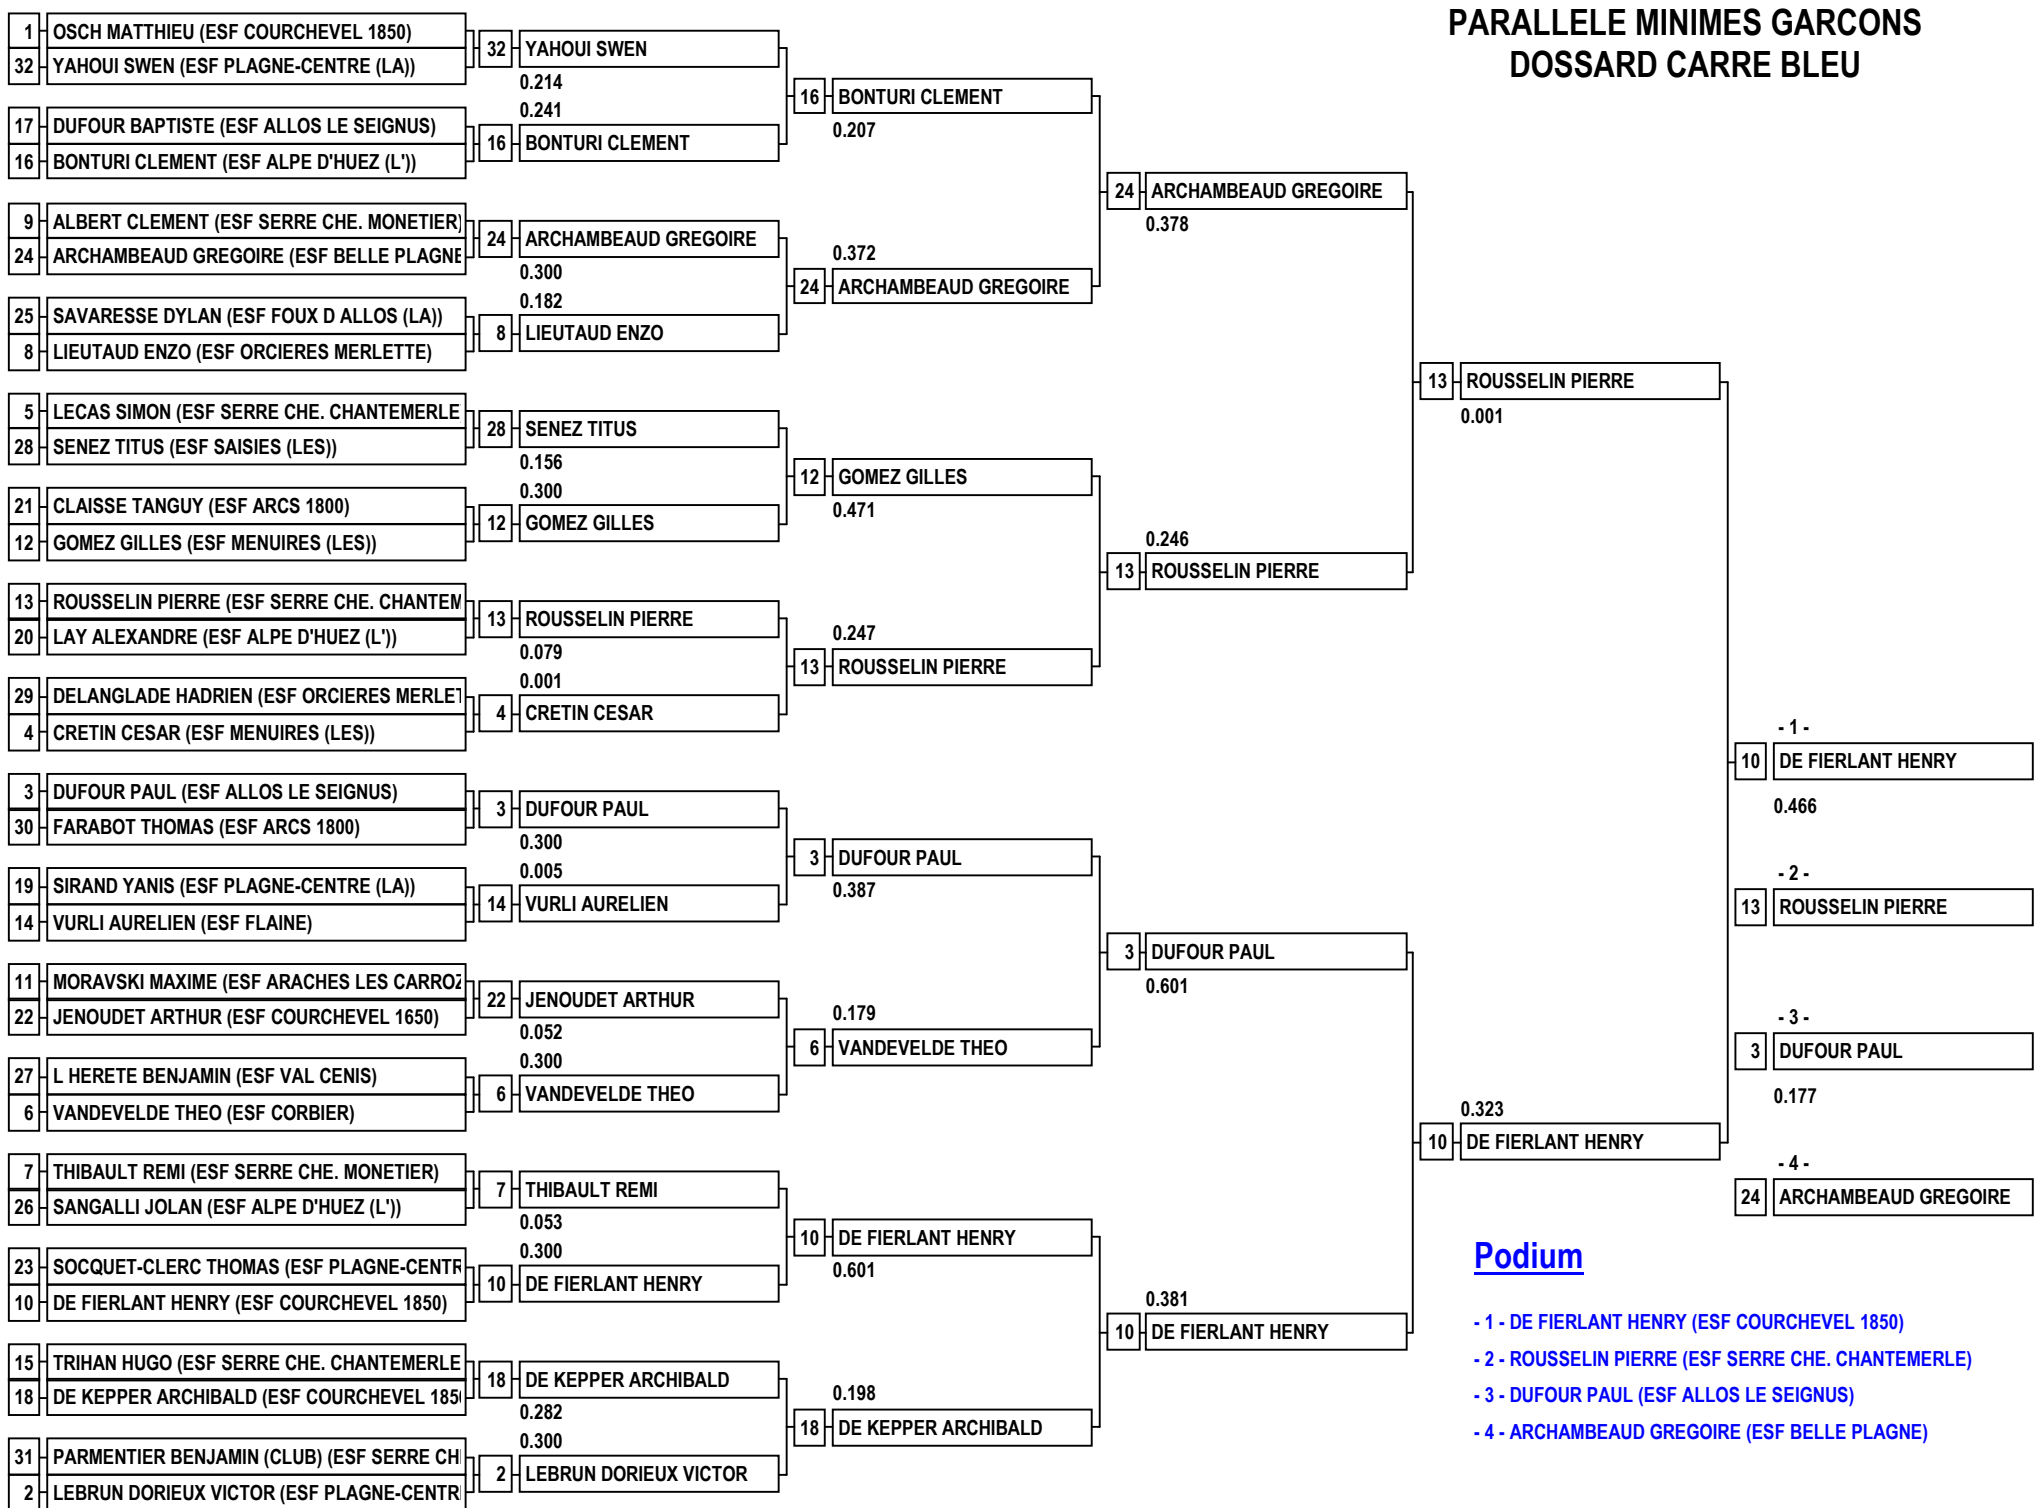 PARALLELE MINIMES GARCONS
DOSSARD CARRE BLEU
1 OSCH MATTHIEU (ESF COURCHEVEL 1850)
32 YAHOUI SWEN (ESF PLAGNE-CENTRE (LA))
17 DUFOUR BAPTISTE (ESF ALLOS LE SEIGNUS)
16 BONTURI CLEMENT (ESF ALPE D'HUEZ (L'))
9 ALBERT CLEMENT (ESF SERRE CHE. MONETIER)
24 ARCHAMBEAUD GREGOIRE (ESF BELLE PLAGNE
25 SAVARESSE DYLAN (ESF FOUX D ALLOS (LA))
8 LIEUTAUD ENZO (ESF ORCIERES MERLETTE)
5 LECAS SIMON (ESF SERRE CHE. CHANTEMERLE
28 SENEZ TITUS (ESF SAISIES (LES))
21 CLAISSE TANGUY (ESF ARCS 1800)
12 GOMEZ GILLES (ESF MENUIRES (LES))
13 ROUSSELIN PIERRE (ESF SERRE CHE. CHANTEM
20 LAY ALEXANDRE (ESF ALPE D'HUEZ (L'))
29 DELANGLADE HADRIEN (ESF ORCIERES MERLET
4 CRETIN CESAR (ESF MENUIRES (LES))
3 DUFOUR PAUL (ESF ALLOS LE SEIGNUS)
30 FARABOT THOMAS (ESF ARCS 1800)
19 SIRAND YANIS (ESF PLAGNE-CENTRE (LA))
14 VURLI AURELIEN (ESF FLAINE)
11 MORAVSKI MAXIME (ESF ARACHES LES CARROZ
22 JENOUDET ARTHUR (ESF COURCHEVEL 1650)
27 L HERETE BENJAMIN (ESF VAL CENIS)
6 VANDEVELDE THEO (ESF CORBIER)
7 THIBAULT REMI (ESF SERRE CHE. MONETIER)
26 SANGALLI JOLAN (ESF ALPE D'HUEZ (L'))
23 SOCQUET-CLERC THOMAS (ESF PLAGNE-CENTR
10 DE FIERLANT HENRY (ESF COURCHEVEL 1850)
15 TRIHAN HUGO (ESF SERRE CHE. CHANTEMERLE
18 DE KEPPER ARCHIBALD (ESF COURCHEVEL 1850
31 PARMENTIER BENJAMIN (CLUB) (ESF SERRE CH
2 LEBRUN DORIEUX VICTOR (ESF PLAGNE-CENTR
32 YAHOUI SWEN
0.214
0.241
16 BONTURI CLEMENT
24 ARCHAMBEAUD GREGOIRE
0.300
0.182
8 LIEUTAUD ENZO
28 SENEZ TITUS
0.156
0.300
12 GOMEZ GILLES
13 ROUSSELIN PIERRE
0.079
0.001
4 CRETIN CESAR
3 DUFOUR PAUL
0.300
0.005
14 VURLI AURELIEN
22 JENOUDET ARTHUR
0.052
0.300
6 VANDEVELDE THEO
7 THIBAULT REMI
0.053
0.300
10 DE FIERLANT HENRY
18 DE KEPPER ARCHIBALD
0.282
0.300
2 LEBRUN DORIEUX VICTOR
16 BONTURI CLEMENT
0.207
0.372
24 ARCHAMBEAUD GREGOIRE
12 GOMEZ GILLES
0.471
0.247
13 ROUSSELIN PIERRE
3 DUFOUR PAUL
0.387
0.179
6 VANDEVELDE THEO
10 DE FIERLANT HENRY
0.601
0.198
18 DE KEPPER ARCHIBALD
24 ARCHAMBEAUD GREGOIRE
0.378
0.246
13 ROUSSELIN PIERRE
3 DUFOUR PAUL
0.601
0.381
10 DE FIERLANT HENRY
13 ROUSSELIN PIERRE
0.001
0.323
10 DE FIERLANT HENRY
- 1 -
10 DE FIERLANT HENRY
0.466
- 2 -
13 ROUSSELIN PIERRE
- 3 -
3 DUFOUR PAUL
0.177
- 4 -
24 ARCHAMBEAUD GREGOIRE
Podium
- 1 - DE FIERLANT HENRY (ESF COURCHEVEL 1850)
- 2 - ROUSSELIN PIERRE (ESF SERRE CHE. CHANTEMERLE)
- 3 - DUFOUR PAUL (ESF ALLOS LE SEIGNUS)
- 4 - ARCHAMBEAUD GREGOIRE (ESF BELLE PLAGNE)